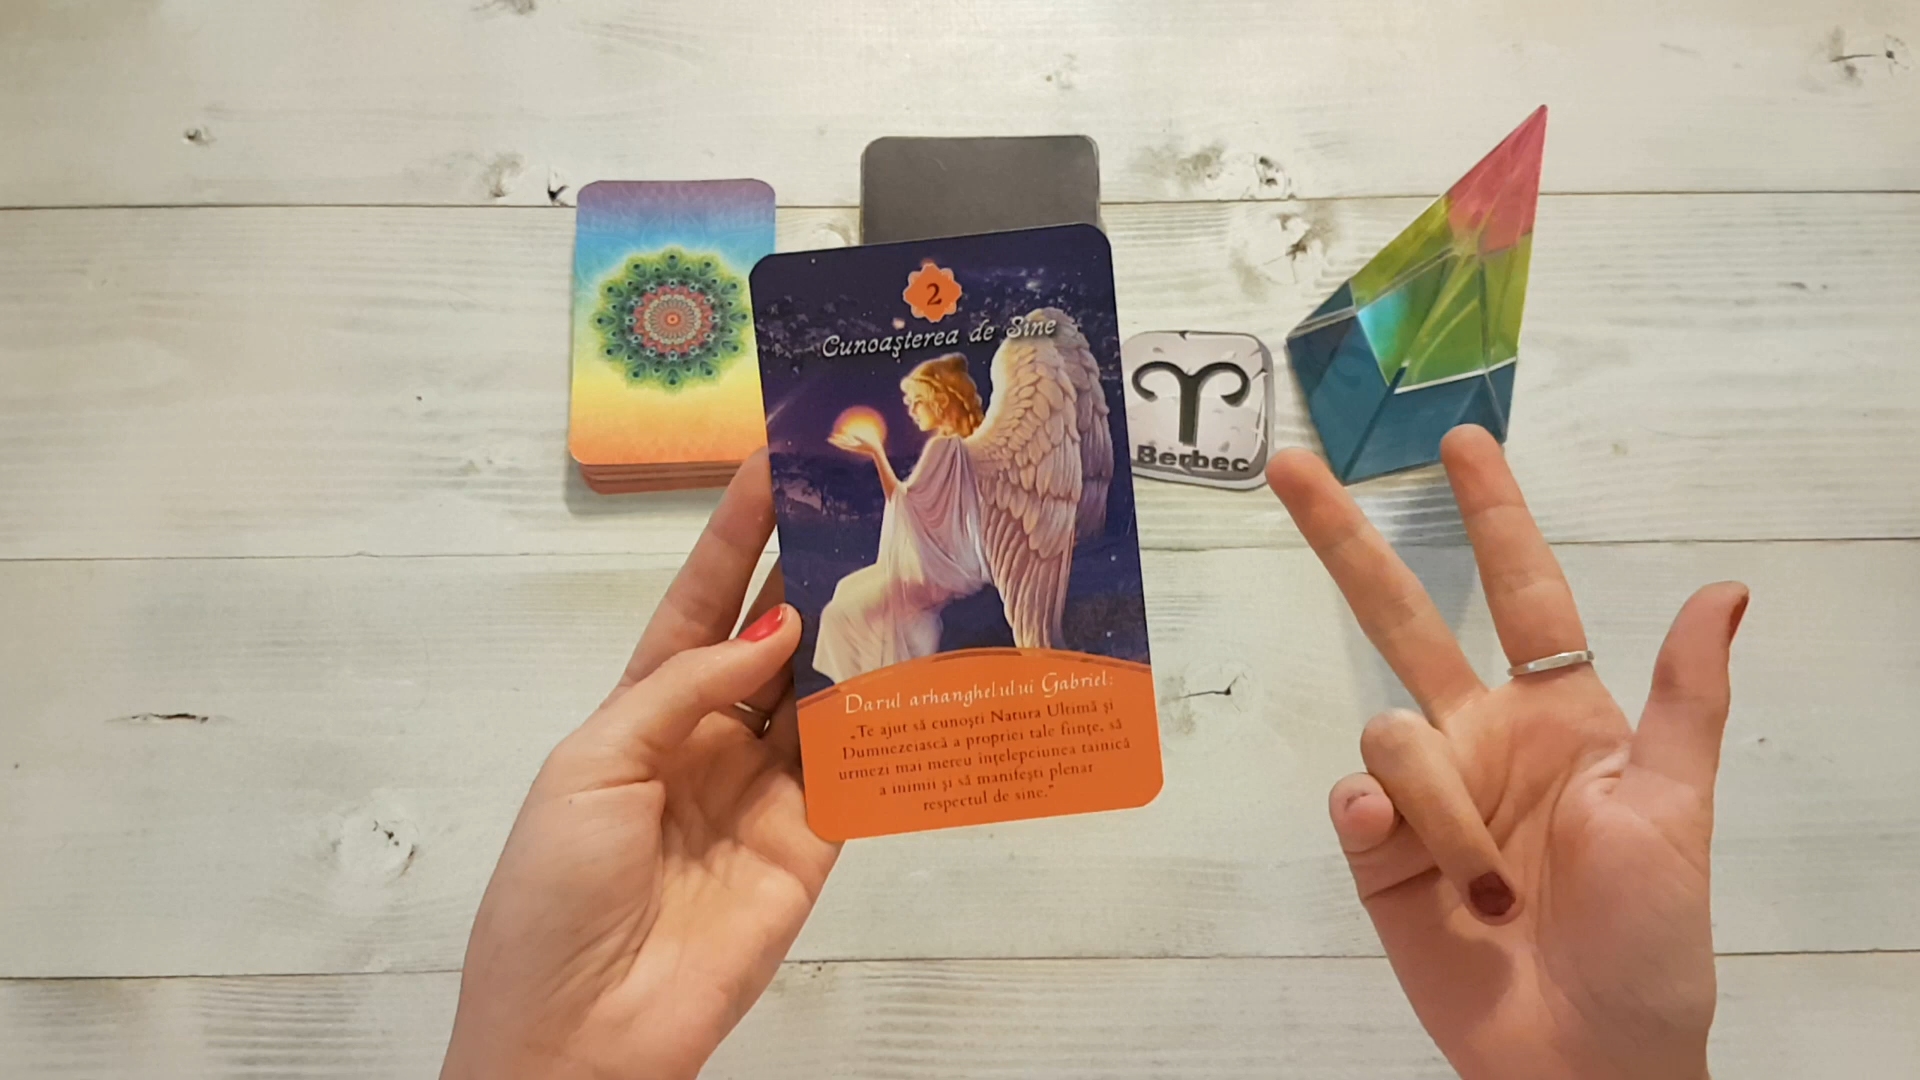 2
Cunoașterea de Sine
Berbec
Darul arhanghelului Gabriel:
„Te ajut să cunoști Natura Ultimă și
Dumnezeiască a propriei tale ființe, să
urmezi mai mereu înțelepciunea tainică
a inimii și să manifești plenar
respectul de sine.”